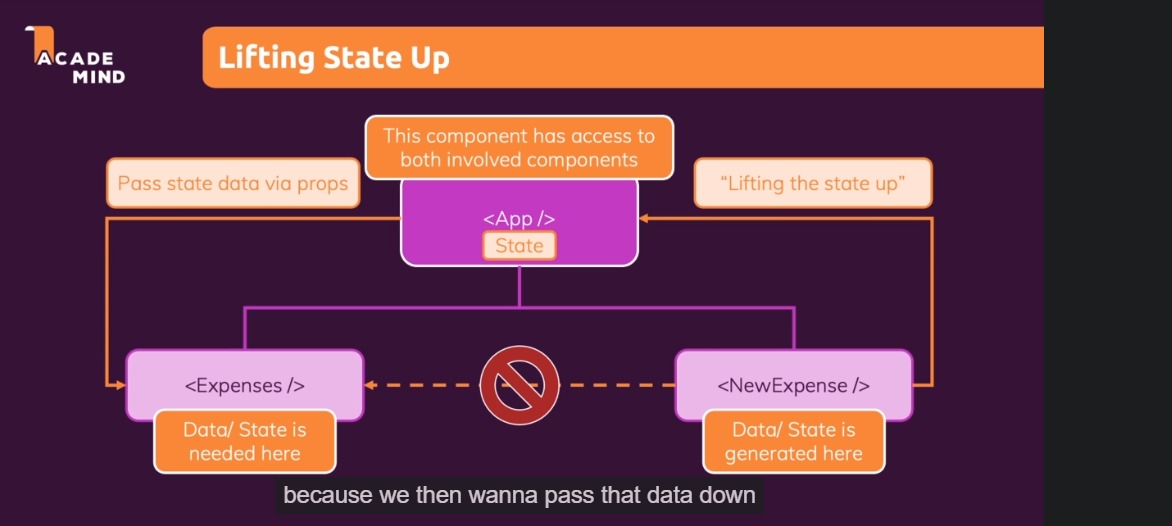 ACADE
MIND
Lifting State Up
This component has access to
both involved components
Pass state data via props
“Lifting the state up”
<App />
State
<Expenses />
<NewExpense />
Data/ State is
needed here
Data/ State is
generated here
because we then wanna pass that data down